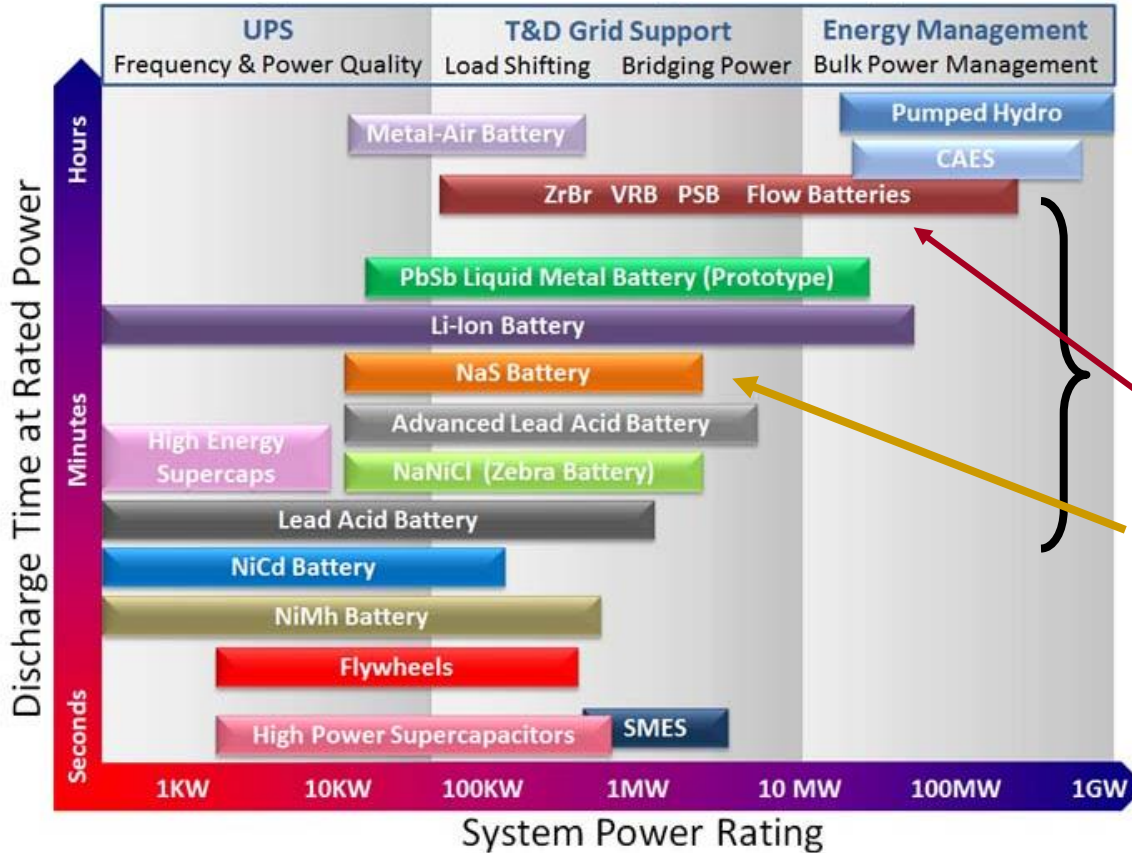 UPS
Frequency & Power Quality
T&D Grid Support
Load Shifting Bridging Power
Energy Management
Bulk Power Management
Discharge Time at Rated Power
Hours
Minutes
Seconds
Pumped Hydro
Metal-Air Battery
CAES
ZrBr VRB PSB Flow Batteries
PbSb Liquid Metal Battery (Prototype)
Li-Ion Battery
NaS Battery
Advanced Lead Acid Battery
High Energy
Supercaps
NaNiCl (Zebra Battery)
Lead Acid Battery
NiCd Battery
NiMh Battery
Flywheels
High Power Supercapacitors
SMES
1KW 10KW 100KW 1MW 10 MW 100MW 1GW
System Power Rating